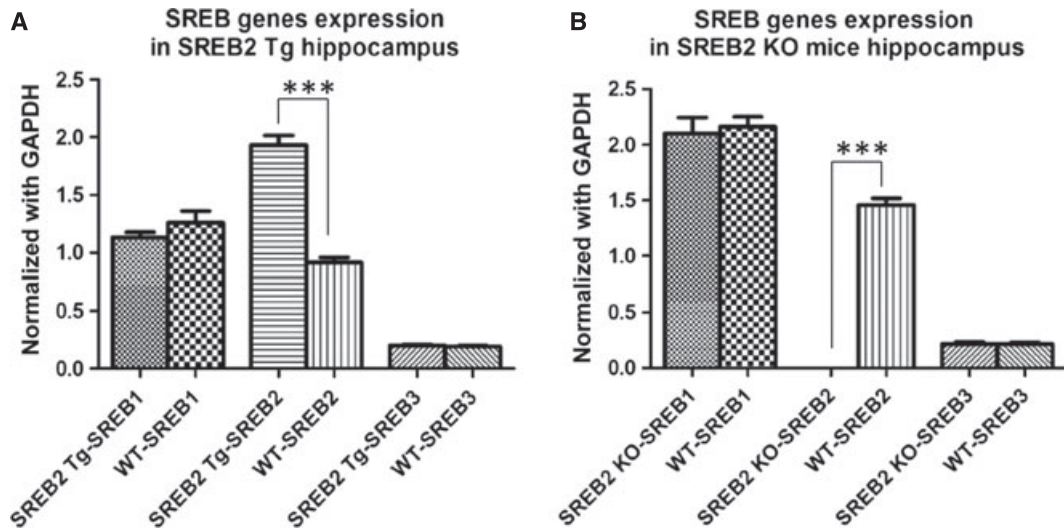 A
SREB genes expression
in SREB2 Tg hippocampus
Normalized with GAPDH
2.5
2.0
1.5
1.0
0.5
0.0
***
SREB2 Tg-SREB1
WT-SREB1
SREB2 Tg-SREB2
WT-SREB2
SREB2 Tg-SREB3
WT-SREB3
B
SREB genes expression
in SREB2 KO mice hippocampus
Normalized with GAPDH
2.5
2.0
1.5
1.0
0.5
0.0
***
SREB2 KO-SREB1
WT-SREB1
SREB2 KO-SREB2
WT-SREB2
SREB2 KO-SREB3
WT-SREB3